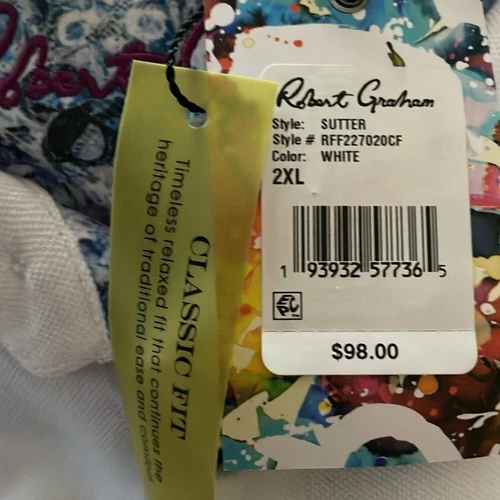 Robert
Robert Graham
Style: SUTTER
Style # RFF227020CF
Color: WHITE
2XL
1 93932 57736 5
$98.00
CLASSIC FIT
Timeless relaxed fit that continues the
heritage of traditional ease and comfort